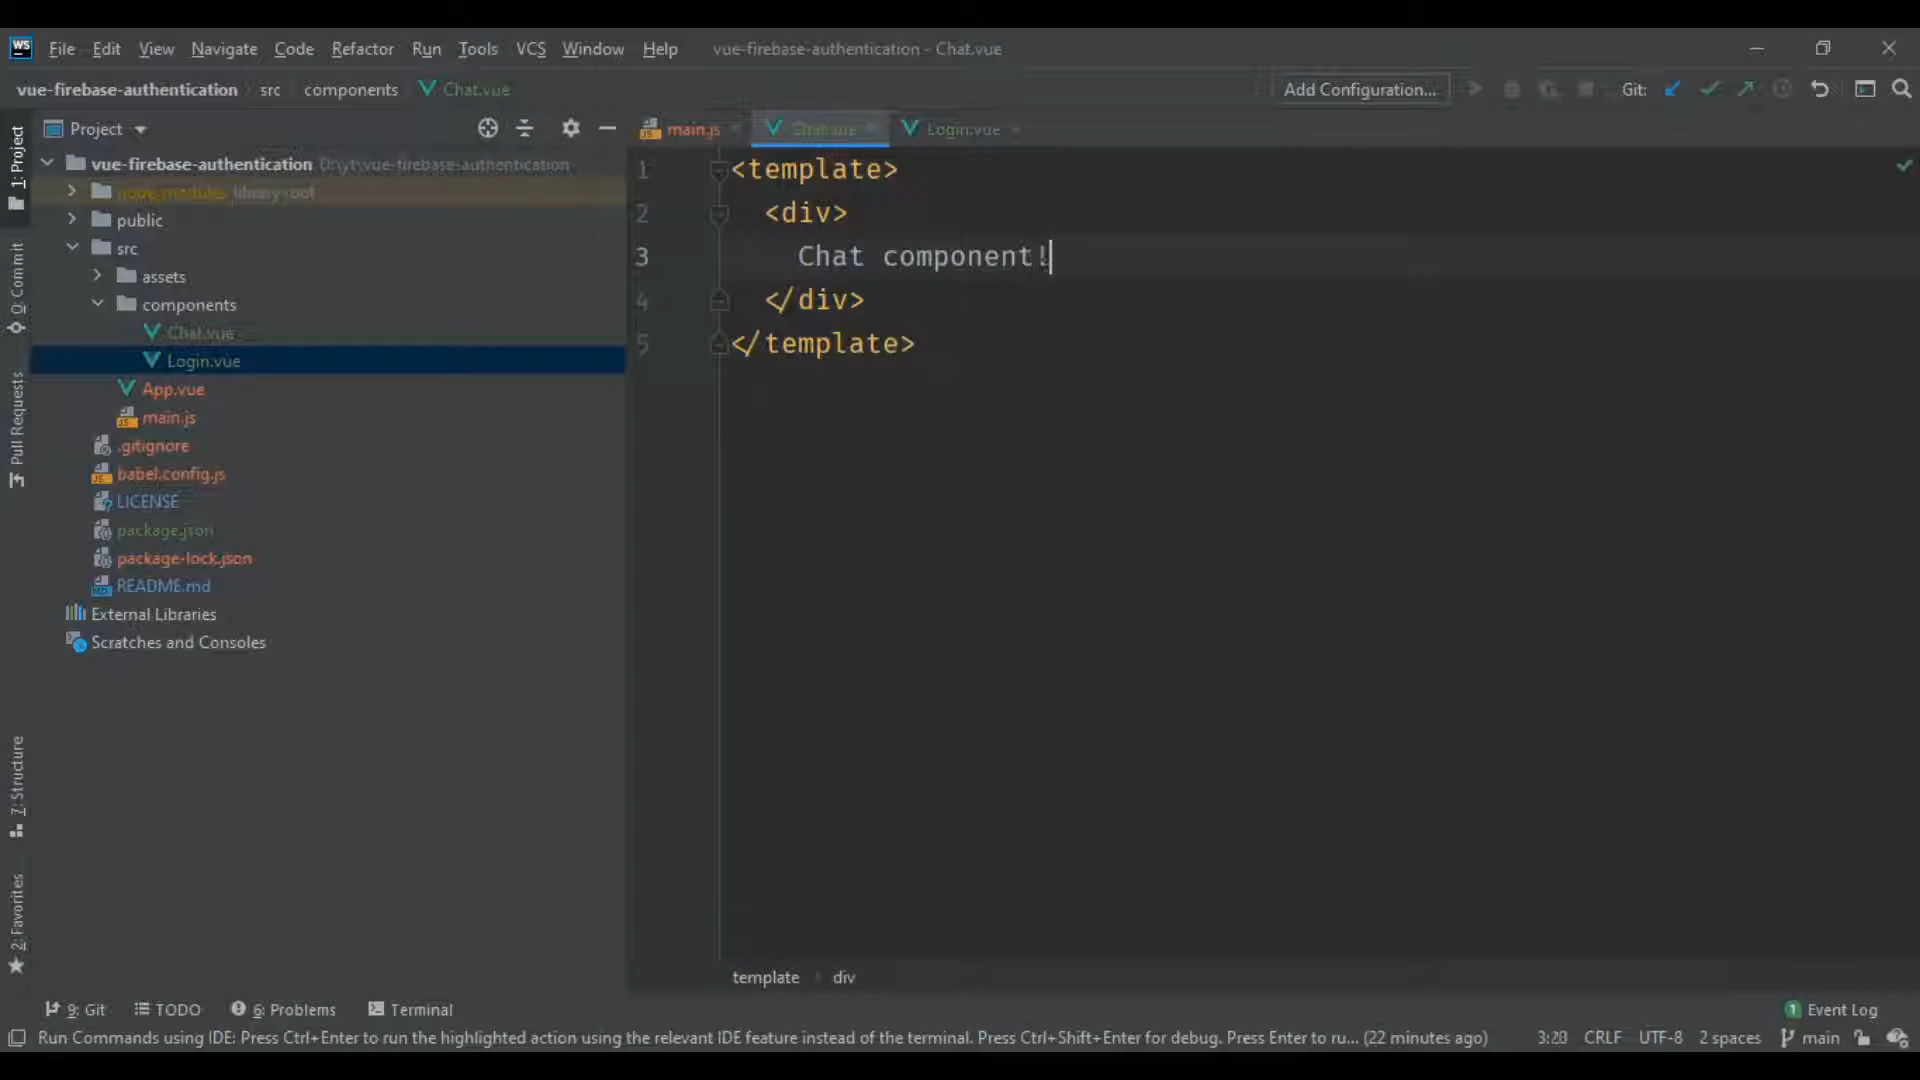 WS File Edit View Navigate Code Refactor Run Tools VCS Window Help vue-firebase-authentication - Chat.vue
vue-firebase-authentication src components Chat.vue Add Configuration... Git:
1: Project
Project
main.js Chat.vue Login.vue
vue-firebase-authentication D:\yt\vue-firebase-authentication
node_modules library root
public
src
assets
components
Chat.vue
Login.vue
App.vue
main.js
.gitignore
babel.config.js
LICENSE
package.json
package-lock.json
README.md
External Libraries
Scratches and Consoles
0: Commit
Pull Requests
7: Structure
2: Favorites
1 <template>
2 <div>
3 Chat component!
4 </div>
5 </template>
template div
9: Git TODO 6: Problems Terminal 1 Event Log
Run Commands using IDE: Press Ctrl+Enter to run the highlighted action using the relevant IDE feature instead of the terminal. Press Ctrl+Shift+Enter for debug. Press Enter to ru... (22 minutes ago) 3:20 CRLF UTF-8 2 spaces main